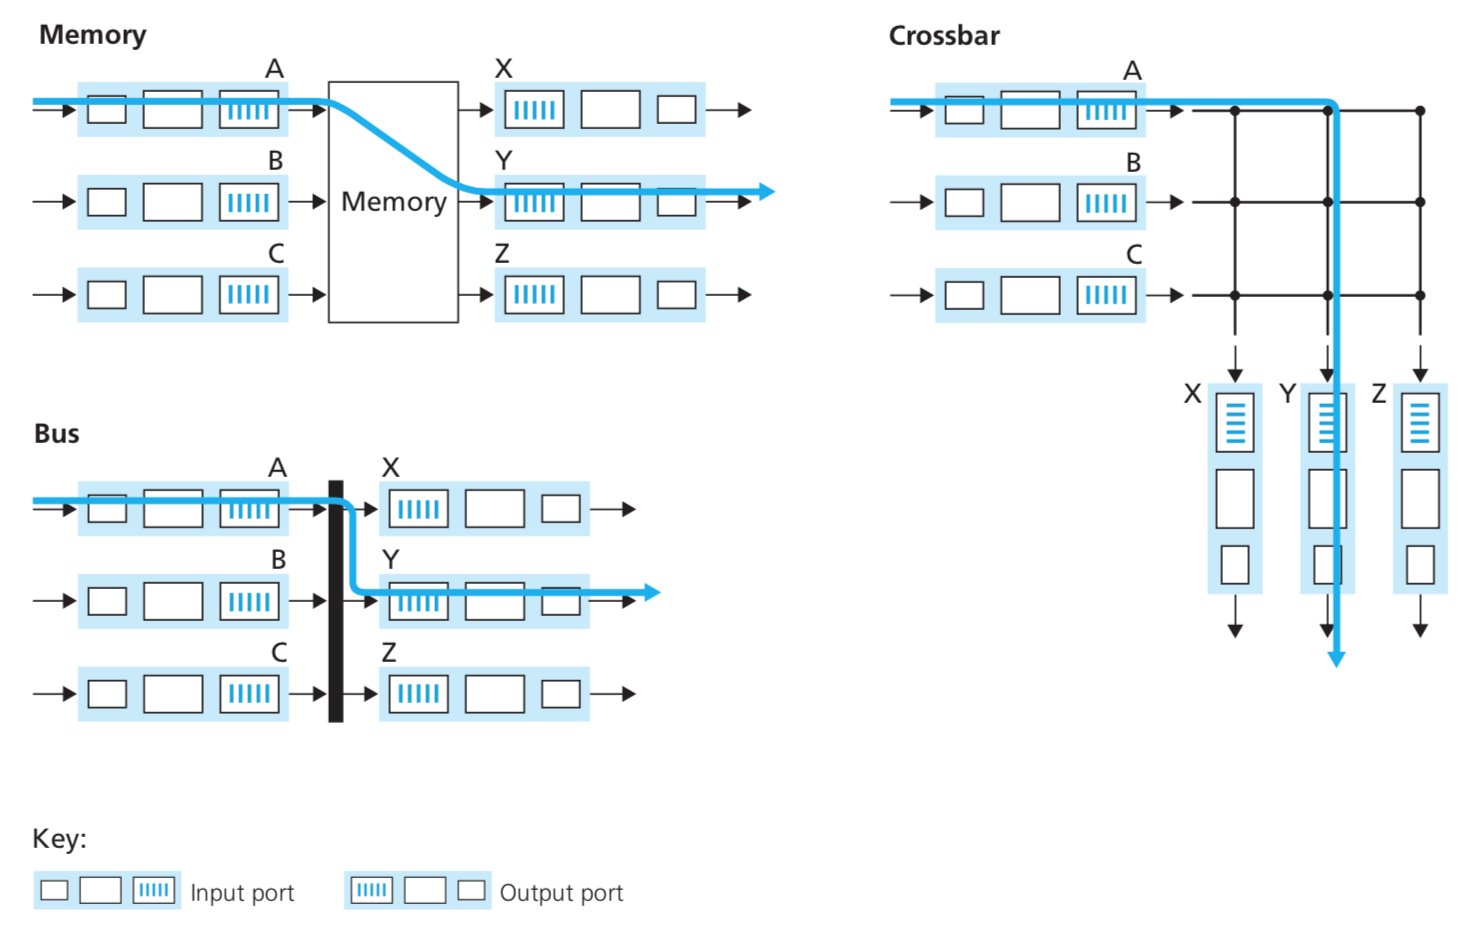 Memory
A
X
B
Y
Memory
C
Z
Crossbar
A
B
C
X
Y
Z
Bus
A
X
B
Y
C
Z
Key:
Input port
Output port